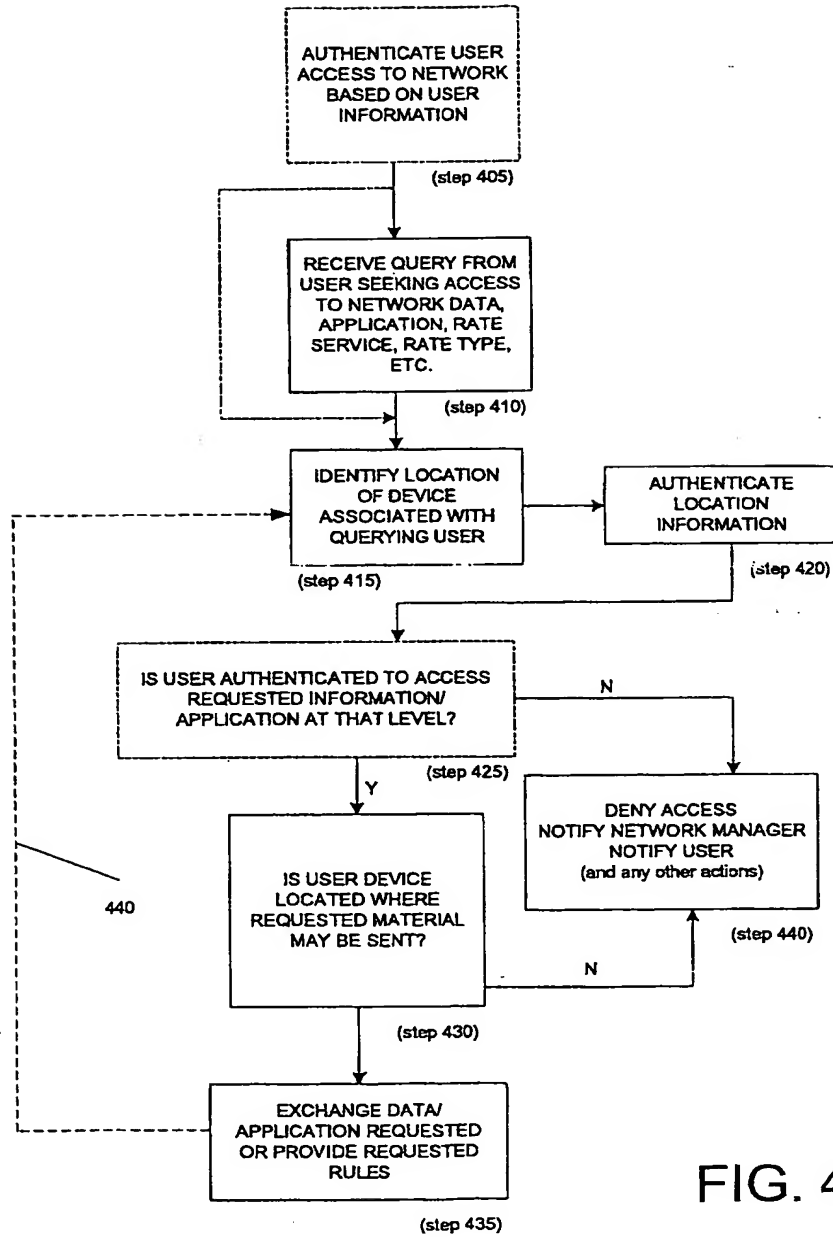 AUTHENTICATE USER
ACCESS TO NETWORK
BASED ON USER
INFORMATION
(step 405)
RECEIVE QUERY FROM
USER SEEKING ACCESS
TO NETWORK DATA,
APPLICATION, RATE
SERVICE, RATE TYPE,
ETC.
(step 410)
IDENTIFY LOCATION
OF DEVICE
ASSOCIATED WITH
QUERYING USER
(step 415)
AUTHENTICATE
LOCATION
INFORMATION
(step 420)
IS USER AUTHENTICATED TO ACCESS
REQUESTED INFORMATION/
APPLICATION AT THAT LEVEL?
(step 425)
N
Y
DENY ACCESS
NOTIFY NETWORK MANAGER
NOTIFY USER
(and any other actions)
(step 440)
440
IS USER DEVICE
LOCATED WHERE
REQUESTED MATERIAL
MAY BE SENT?
(step 430)
N
EXCHANGE DATA/
APPLICATION REQUESTED
OR PROVIDE REQUESTED
RULES
(step 435)
FIG. 4